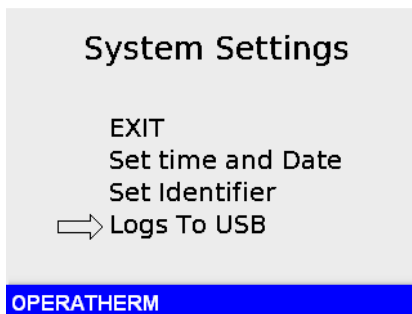 System Settings
EXIT
Set time and Date
Set Identifier
Logs To USB
OPERATHERM